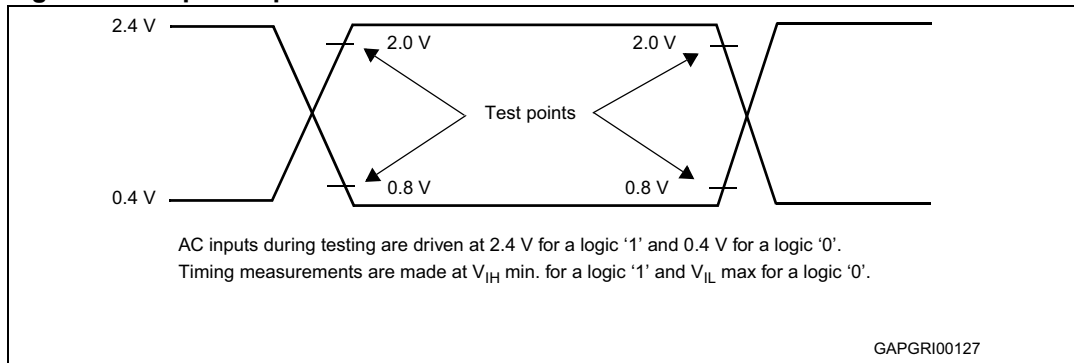 2.4 V
2.0 V
2.0 V
Test points
0.4 V
0.8 V
0.8 V
AC inputs during testing are driven at 2.4 V for a logic ‘1’ and 0.4 V for a logic ‘0’.
Timing measurements are made at VIH min. for a logic ‘1’ and VIL max for a logic ‘0’.
GAPGRI00127